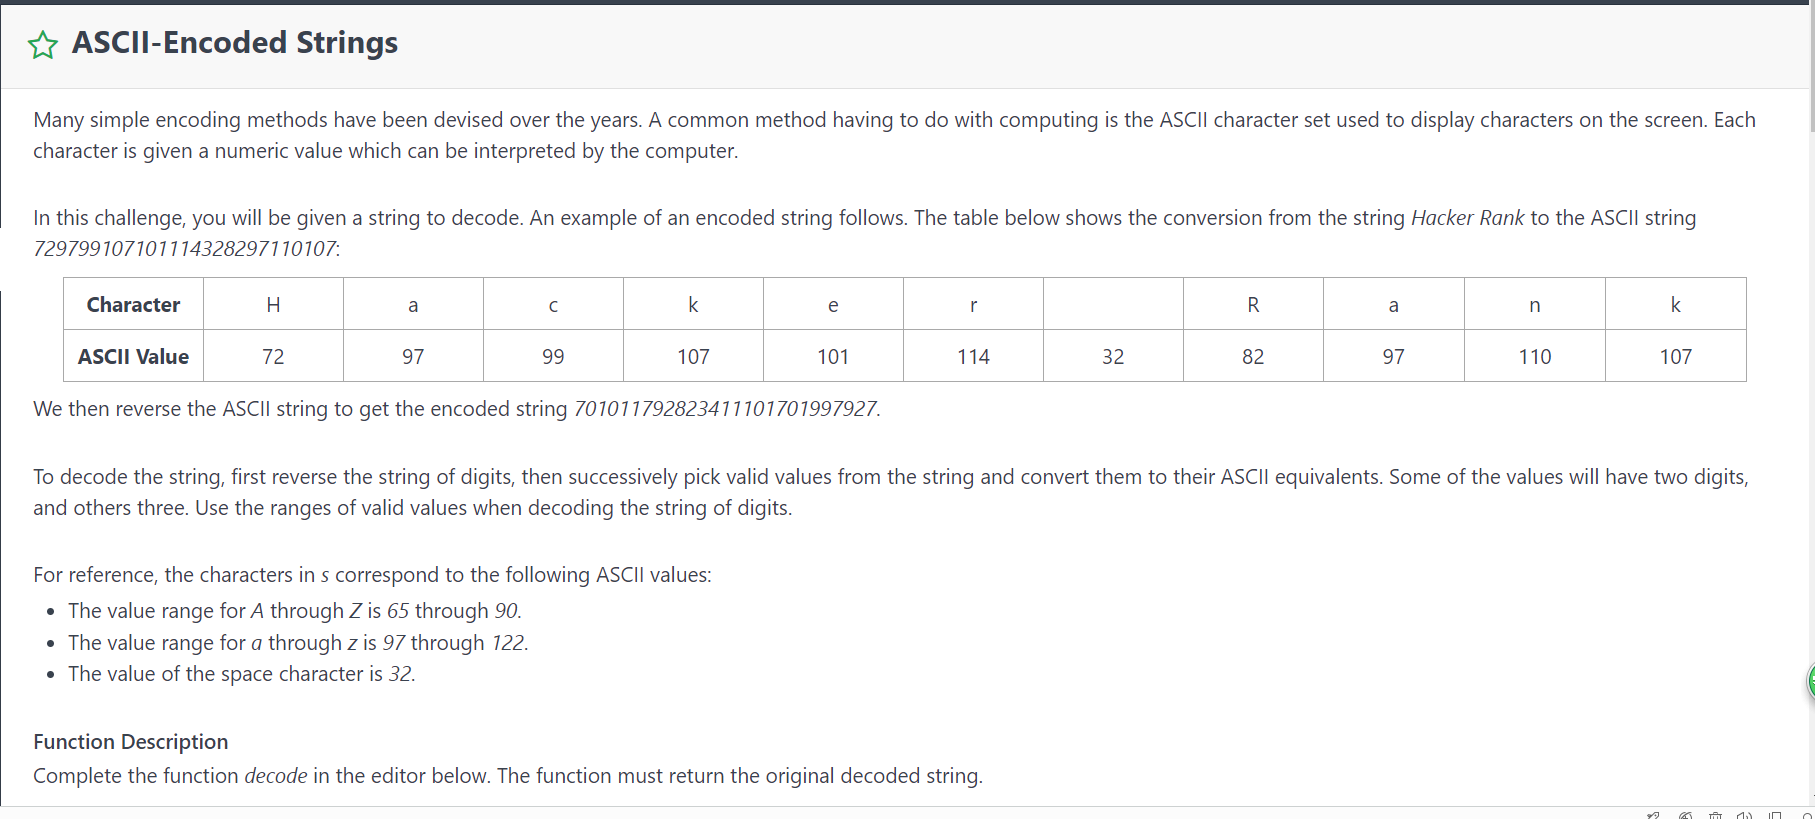 ASCII-Encoded Strings
Many simple encoding methods have been devised over the years. A common method having to do with computing is the ASCII character set used to display characters on the screen. Each
character is given a numeric value which can be interpreted by the computer.
In this challenge, you will be given a string to decode. An example of an encoded string follows. The table below shows the conversion from the string Hacker Rank to the ASCII string
729799107101114328297110107:
Character H a c k e r R a n k
ASCII Value 72 97 99 107 101 114 32 82 97 110 107
We then reverse the ASCII string to get the encoded string 701011792823411101701997927.
To decode the string, first reverse the string of digits, then successively pick valid values from the string and convert them to their ASCII equivalents. Some of the values will have two digits,
and others three. Use the ranges of valid values when decoding the string of digits.
For reference, the characters in s correspond to the following ASCII values:
• The value range for A through Z is 65 through 90.
• The value range for a through z is 97 through 122.
• The value of the space character is 32.
Function Description
Complete the function decode in the editor below. The function must return the original decoded string.